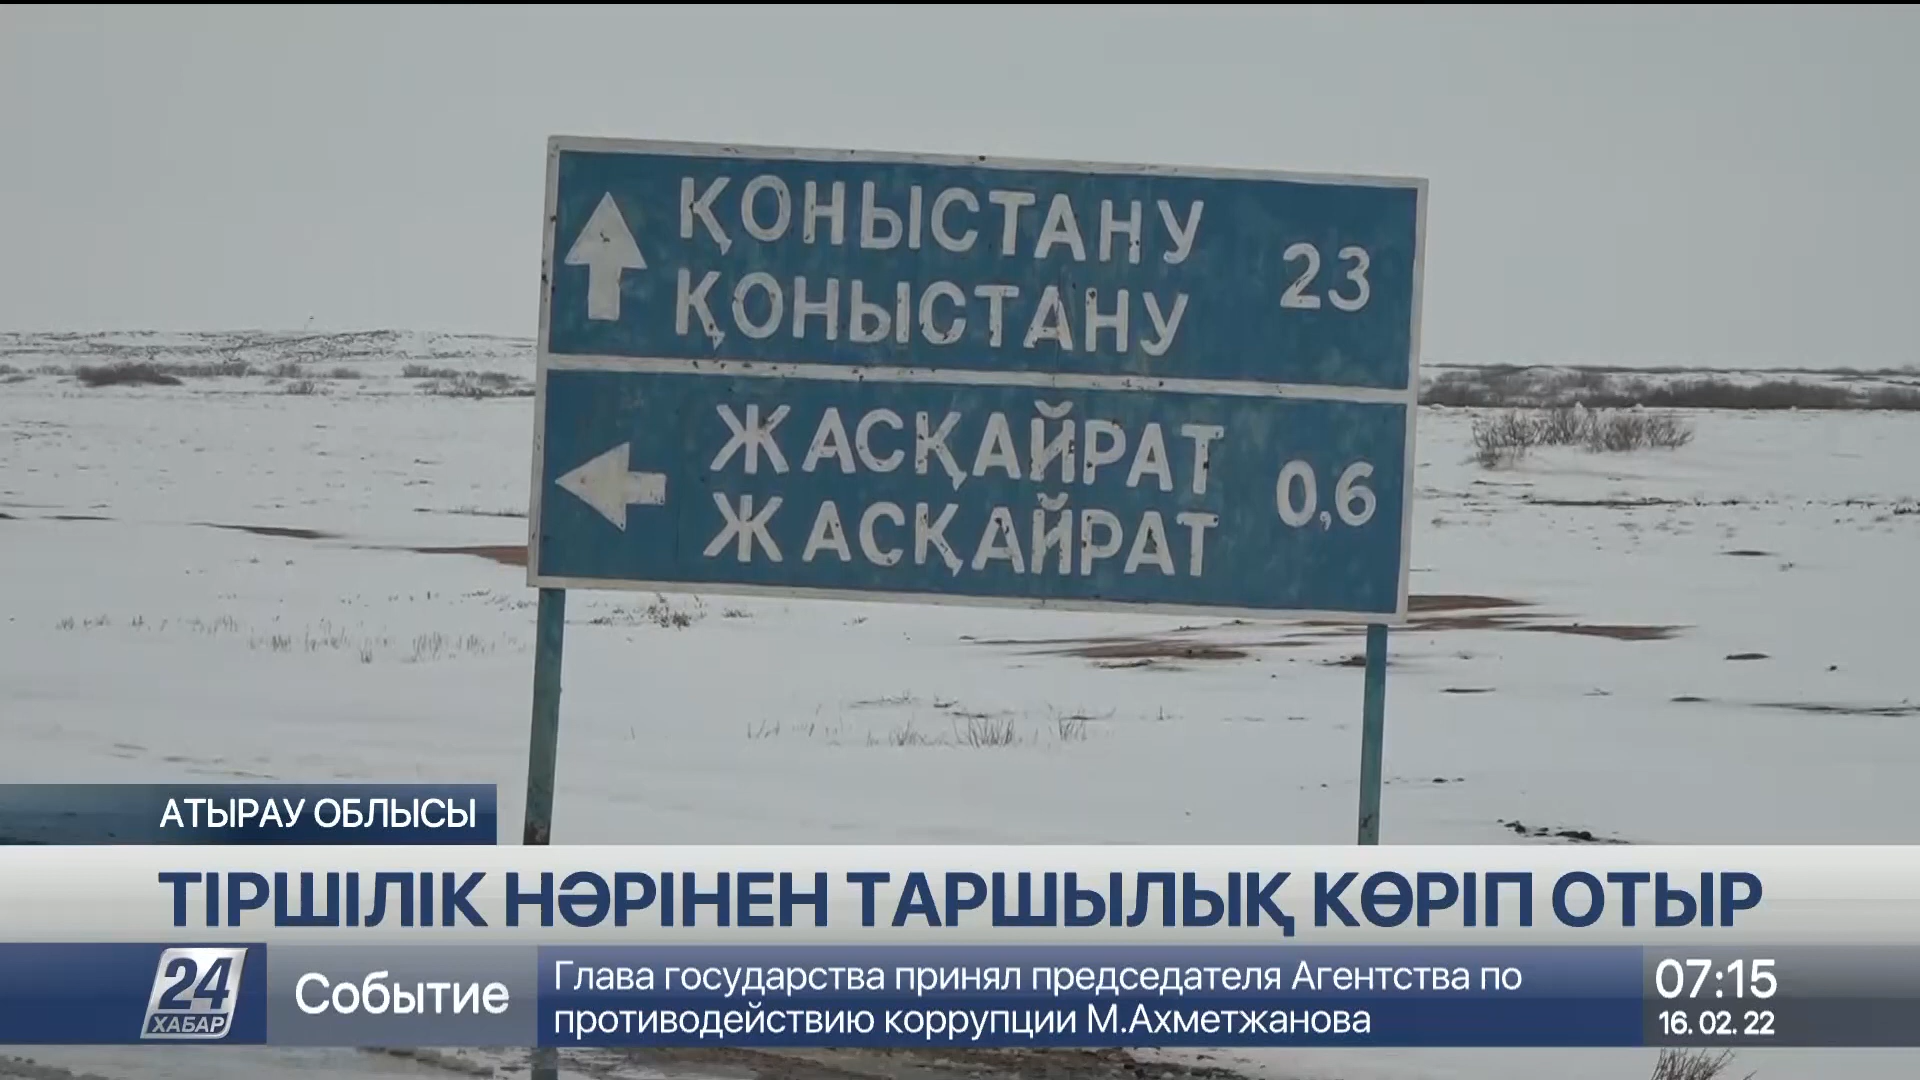 ҚОНЫСТАНУ
ҚОНЫСТАНУ
23
ЖАСҚАЙРАТ
ЖАСҚАЙРАТ
0,6
АТЫРАУ ОБЛЫСЫ
ТІРШІЛІК НӘРІНЕН ТАРШЫЛЫҚ КӨРІП ОТЫР
24
ХАБАР
Событие
Глава государства принял председателя Агентства по
противодействию коррупции М.Ахметжанова
07:15
16. 02. 22